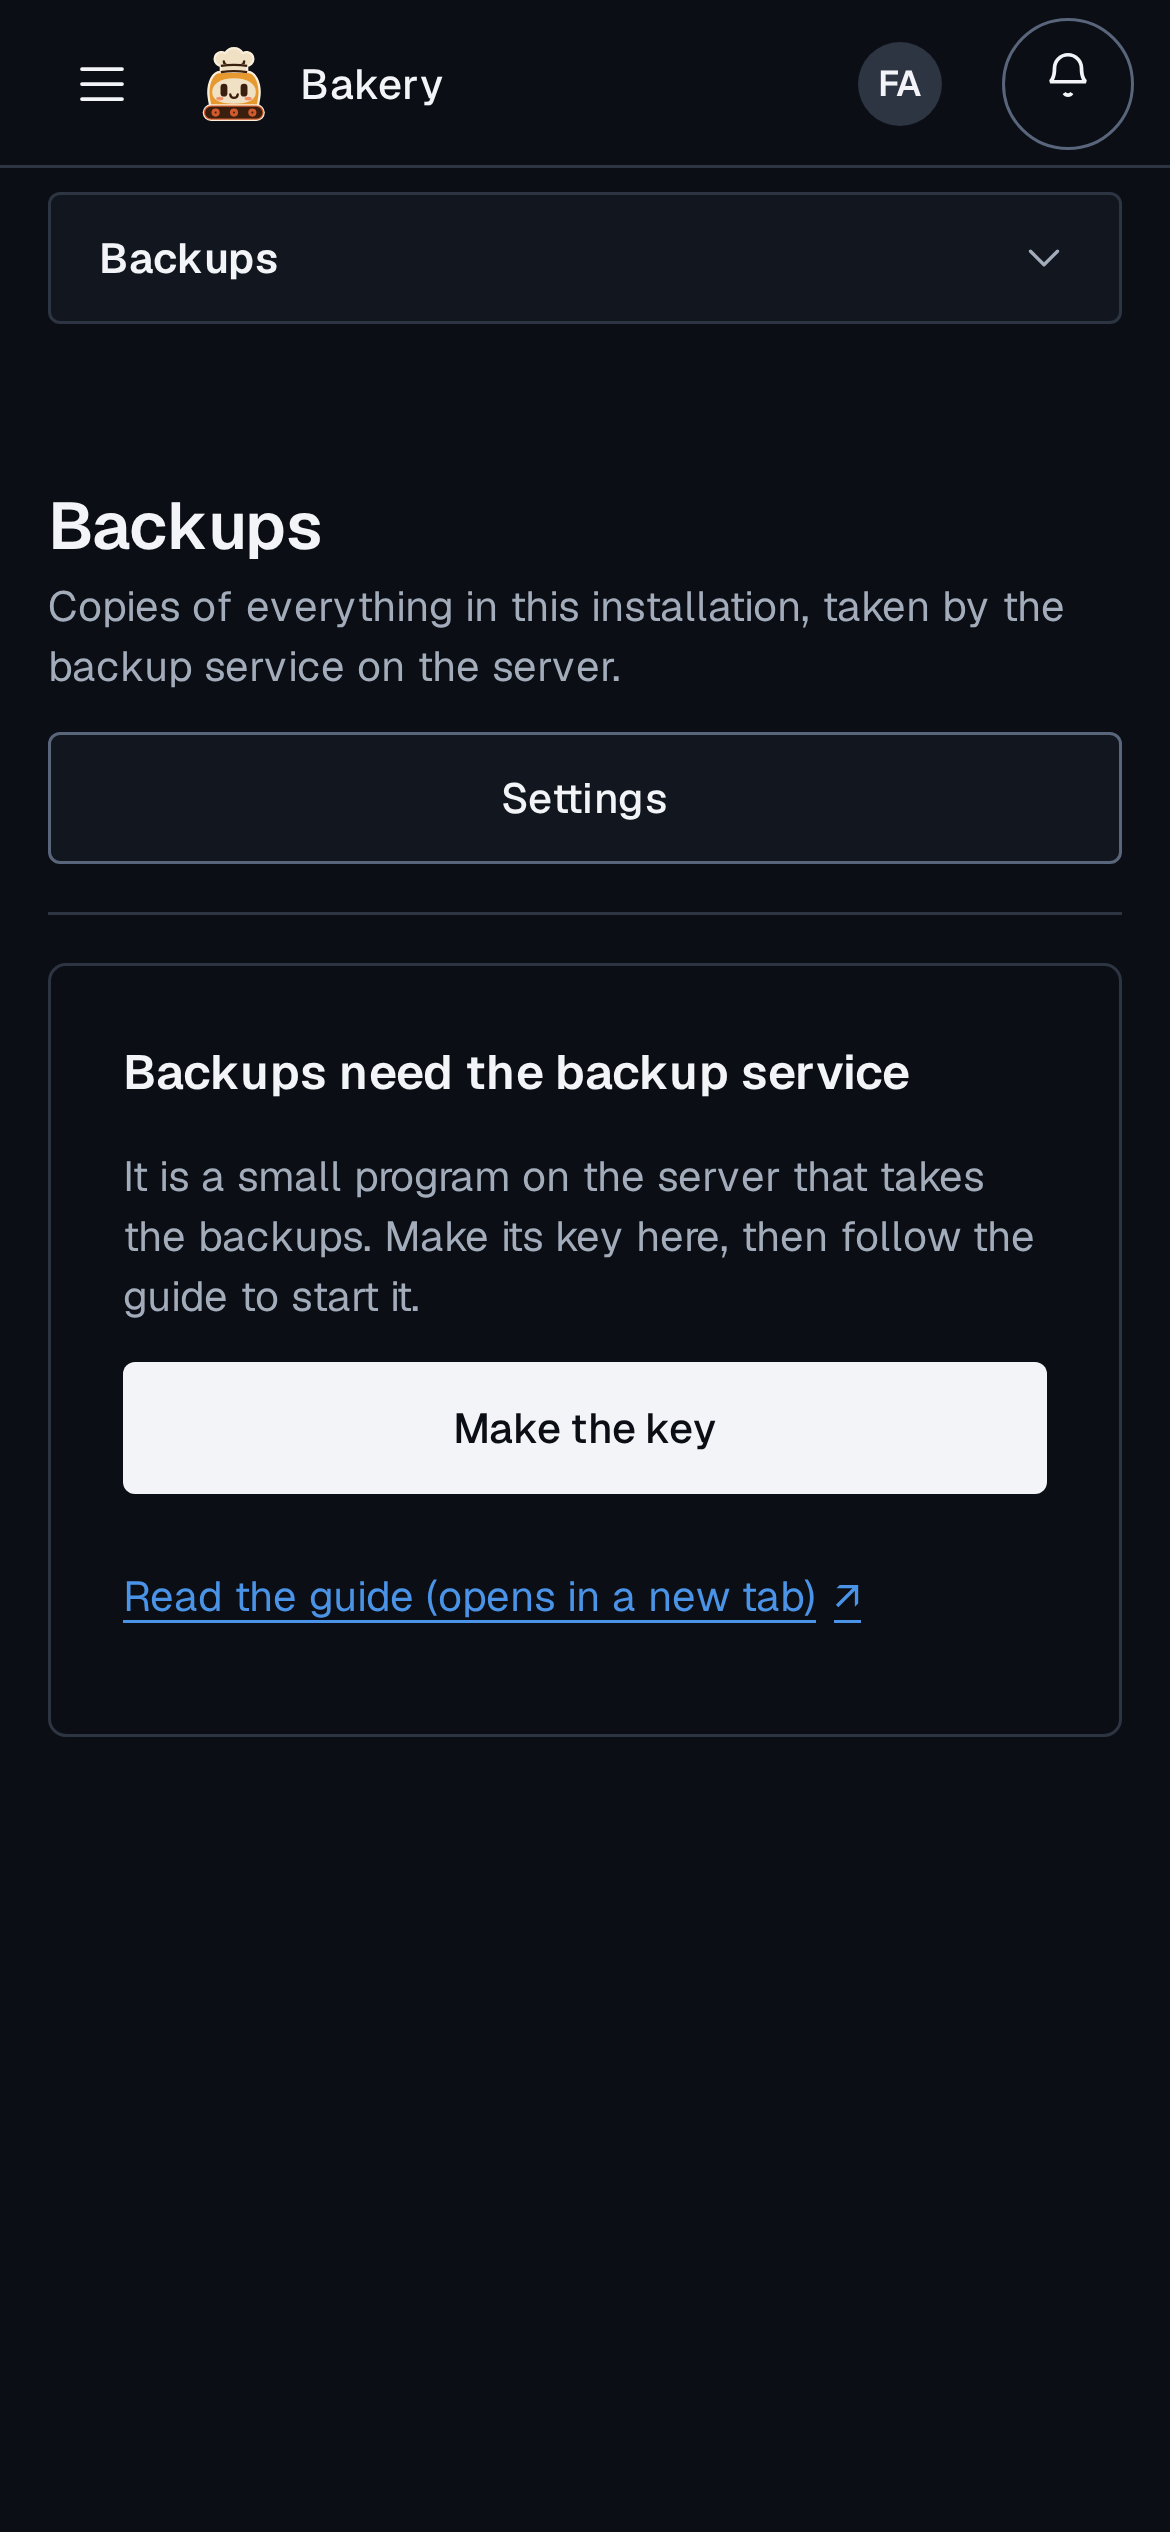 Bakery
FA
Backups
Backups
Copies of everything in this installation, taken by the
backup service on the server.
Settings
Backups need the backup service
It is a small program on the server that takes
the backups. Make its key here, then follow the
guide to start it.
Make the key
Read the guide (opens in a new tab)